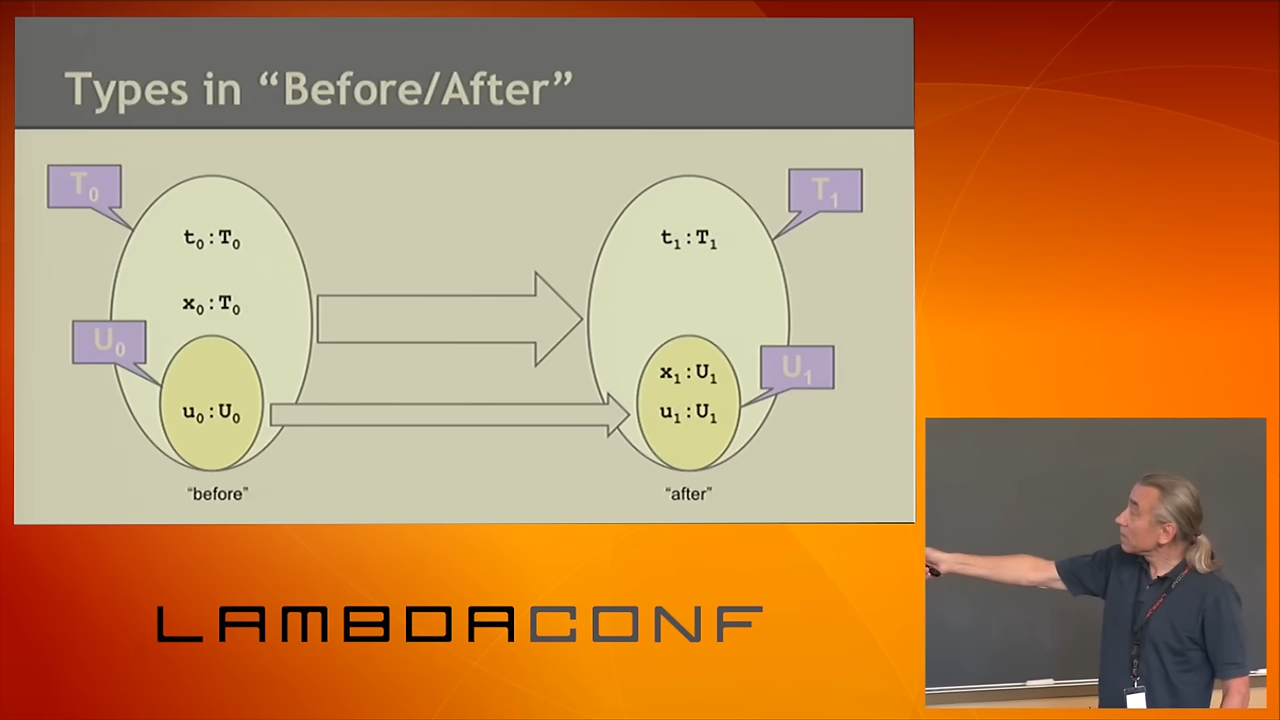 Types in “Before/After”
T₀
T₁
t₀:T₀
t₁:T₁
x₀:T₀
U₀
U₁
x₁:U₁
u₀:U₀
u₁:U₁
“before”
“after”
LAMBDACONF